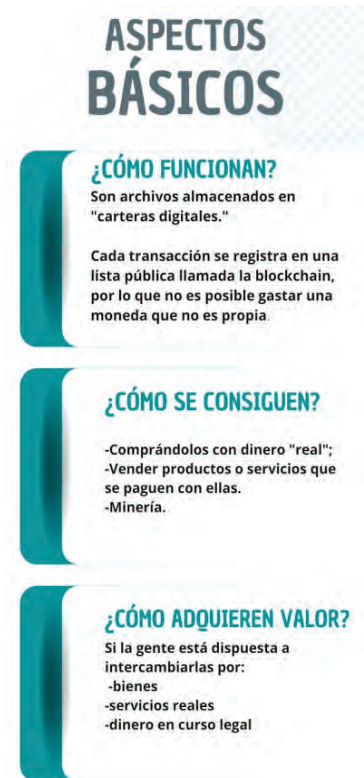 ASPECTOS
BÁSICOS
¿CÓMO FUNCIONAN?
Son archivos almacenados en
"carteras digitales."
Cada transacción se registra en una
lista pública llamada la blockchain,
por lo que no es posible gastar una
moneda que no es propia.
¿CÓMO SE CONSIGUEN?
-Comprándolos con dinero "real";
-Vender productos o servicios que
se paguen con ellas.
-Minería.
¿CÓMO ADQUIEREN VALOR?
Si la gente está dispuesta a
intercambiarlas por:
-bienes
-servicios reales
-dinero en curso legal